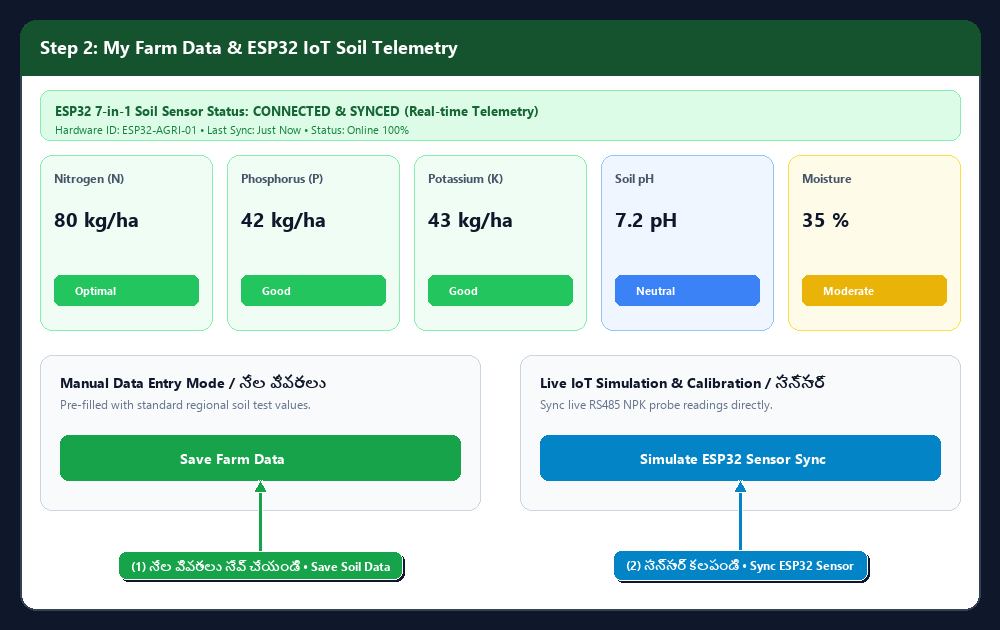 Step 2: My Farm Data & ESP32 IoT Soil Telemetry
ESP32 7-in-1 Soil Sensor Status: CONNECTED & SYNCED (Real-time Telemetry)
Hardware ID: ESP32-AGRI-01 • Last Sync: Just Now • Status: Online 100%
Nitrogen (N)
80 kg/ha
Optimal
Phosphorus (P)
42 kg/ha
Good
Potassium (K)
43 kg/ha
Good
Soil pH
7.2 pH
Neutral
Moisture
35 %
Moderate
Manual Data Entry Mode / నేల వివరాలు
Pre-filled with standard regional soil test values.
Save Farm Data
Live IoT Simulation & Calibration / సెన్సార్
Sync live RS485 NPK probe readings directly.
Simulate ESP32 Sensor Sync
(1) నేల వివరాలు సేవ్ చేయండి • Save Soil Data
(2) సెన్సార్ కలపండి • Sync ESP32 Sensor